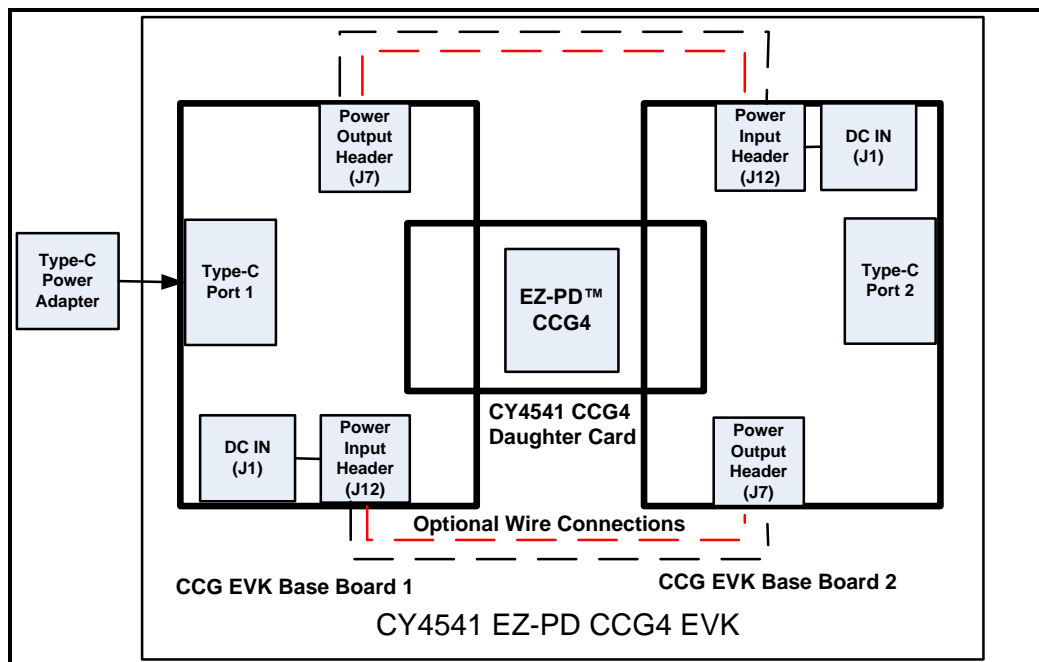 Power
Output
Header
(J7)
Power
Input
Header
(J12)
DC IN
(J1)
Type-C
Power
Adapter
Type-C
Port 1
EZ-PD™
CCG4
Type-C
Port 2
CY4541 CCG4
Daughter Card
DC IN
(J1)
Power
Input
Header
(J12)
Power
Output
Header
(J7)
Optional Wire Connections
CCG EVK Base Board 1
CCG EVK Base Board 2
CY4541 EZ-PD CCG4 EVK